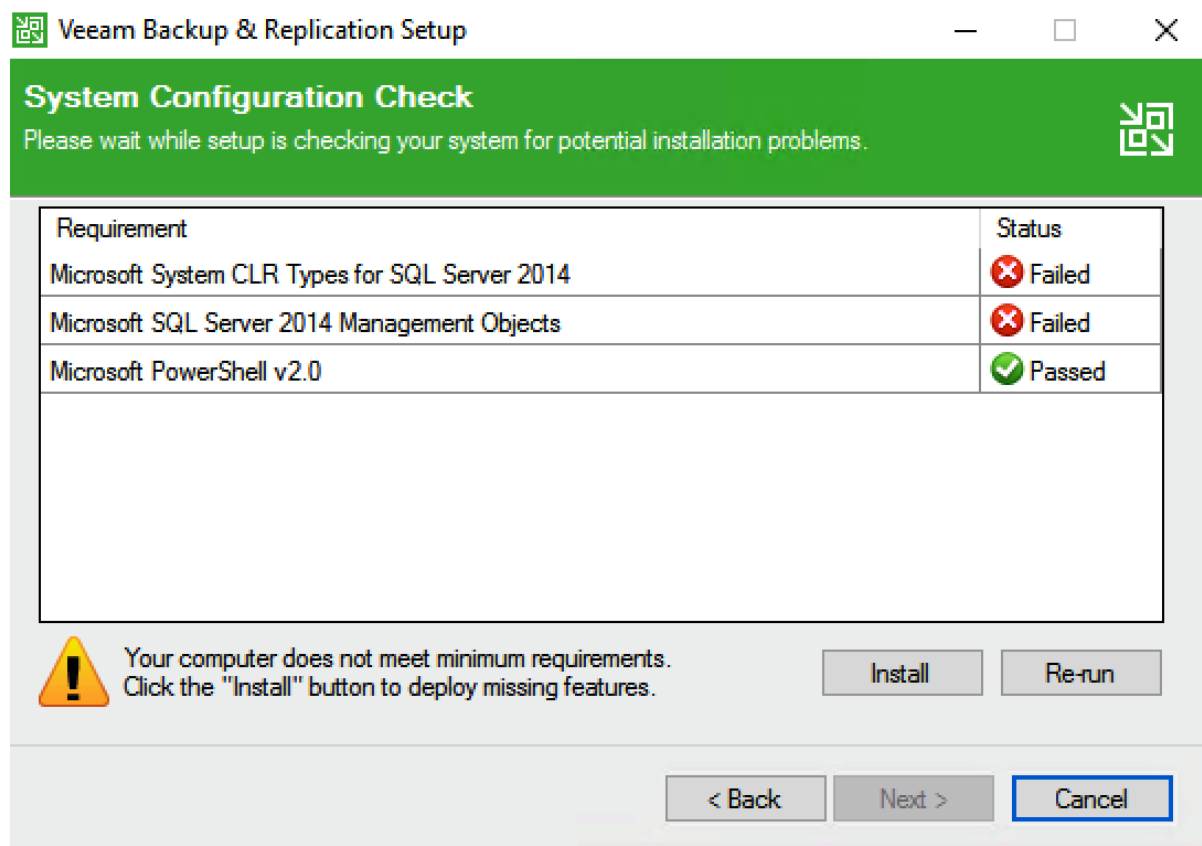 Veeam Backup & Replication Setup
System Configuration Check
Please wait while setup is checking your system for potential installation problems.
Requirement Status
Microsoft System CLR Types for SQL Server 2014 Failed
Microsoft SQL Server 2014 Management Objects Failed
Microsoft PowerShell v2.0 Passed
Your computer does not meet minimum requirements.
Click the "Install" button to deploy missing features.
Install Re-run
< Back Next > Cancel